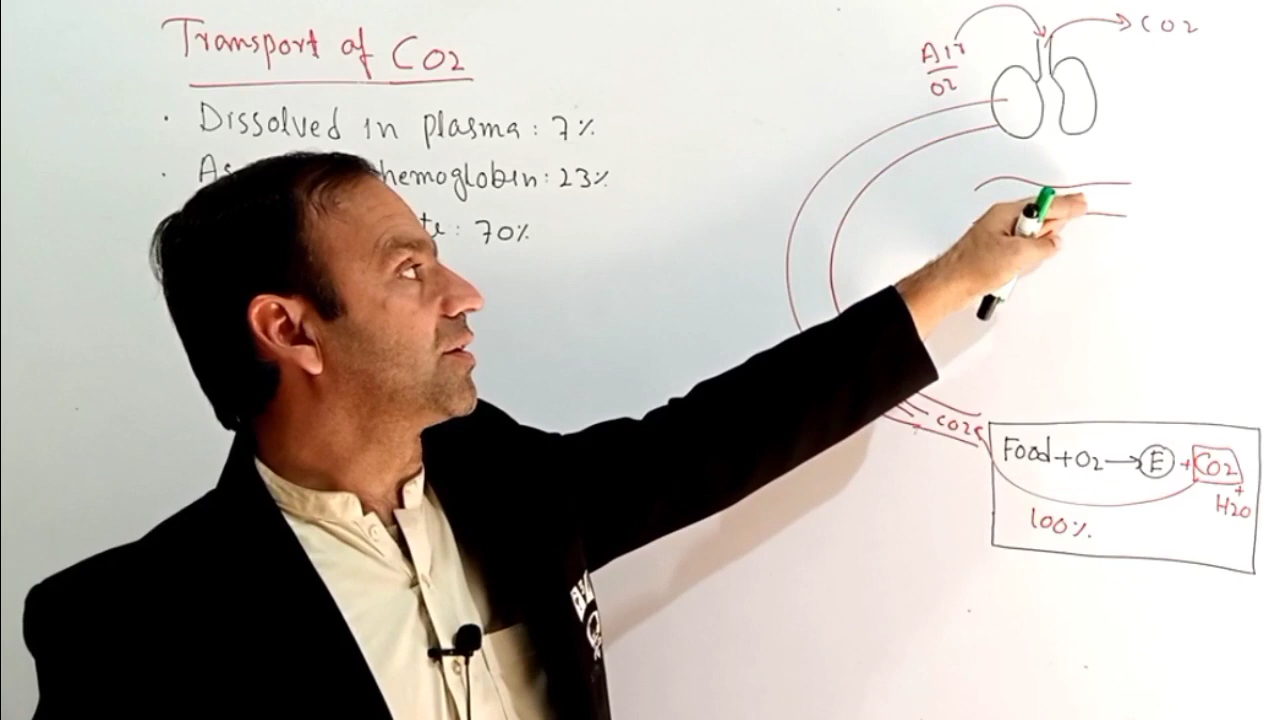 Transport of CO2
· Dissolved in plasma: 7%
· As hemoglobin: 23%
te: 70%
Air
O2
CO2
CO2
Food + O2 → E + CO2
+
H2O
100%